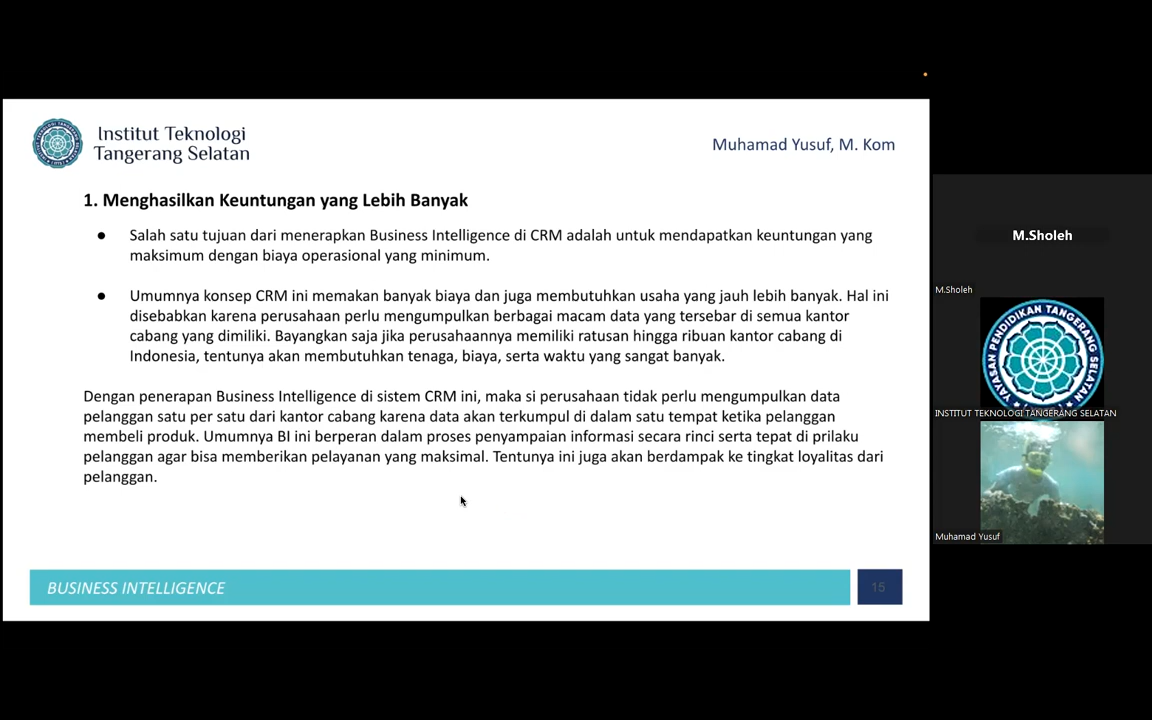 Institut Teknologi
Tangerang Selatan
Muhamad Yusuf, M. Kom
1. Menghasilkan Keuntungan yang Lebih Banyak
● Salah satu tujuan dari menerapkan Business Intelligence di CRM adalah untuk mendapatkan keuntungan yang
maksimum dengan biaya operasional yang minimum.
● Umumnya konsep CRM ini memakan banyak biaya dan juga membutuhkan usaha yang jauh lebih banyak. Hal ini
disebabkan karena perusahaan perlu mengumpulkan berbagai macam data yang tersebar di semua kantor
cabang yang dimiliki. Bayangkan saja jika perusahaannya memiliki ratusan hingga ribuan kantor cabang di
Indonesia, tentunya akan membutuhkan tenaga, biaya, serta waktu yang sangat banyak.
Dengan penerapan Business Intelligence di sistem CRM ini, maka si perusahaan tidak perlu mengumpulkan data
pelanggan satu per satu dari kantor cabang karena data akan terkumpul di dalam satu tempat ketika pelanggan
membeli produk. Umumnya BI ini berperan dalam proses penyampaian informasi secara rinci serta tepat di prilaku
pelanggan agar bisa memberikan pelayanan yang maksimal. Tentunya ini juga akan berdampak ke tingkat loyalitas dari
pelanggan.
BUSINESS INTELLIGENCE
15
M.Sholeh
M.Sholeh
YAYASAN PENDIDIKAN TANGERANG SELATAN
INSTITUT TEKNOLOGI TANGERANG SELATAN
Muhamad Yusuf